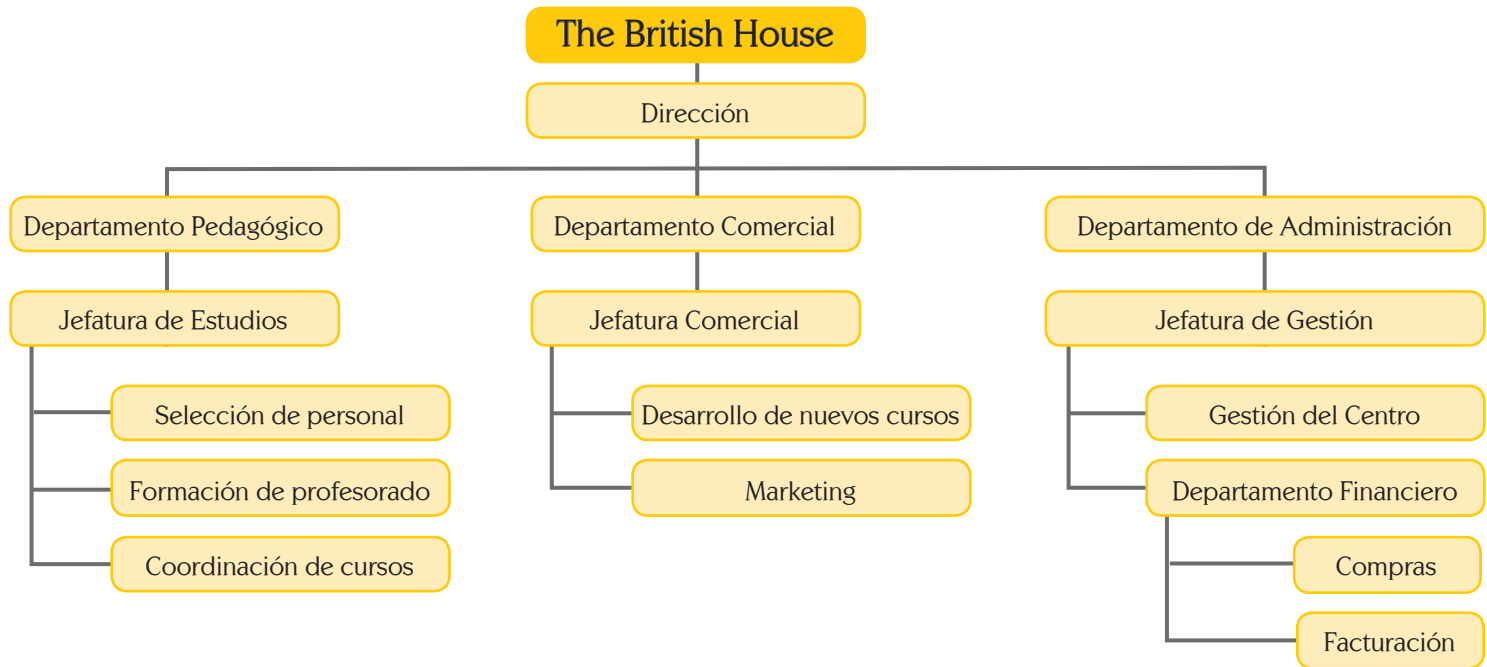 The British House
Dirección
Departamento Pedagógico
Departamento Comercial
Departamento de Administración
Jefatura de Estudios
Jefatura Comercial
Jefatura de Gestión
Selección de personal
Desarrollo de nuevos cursos
Gestión del Centro
Formación de profesorado
Marketing
Departamento Financiero
Coordinación de cursos
Compras
Facturación